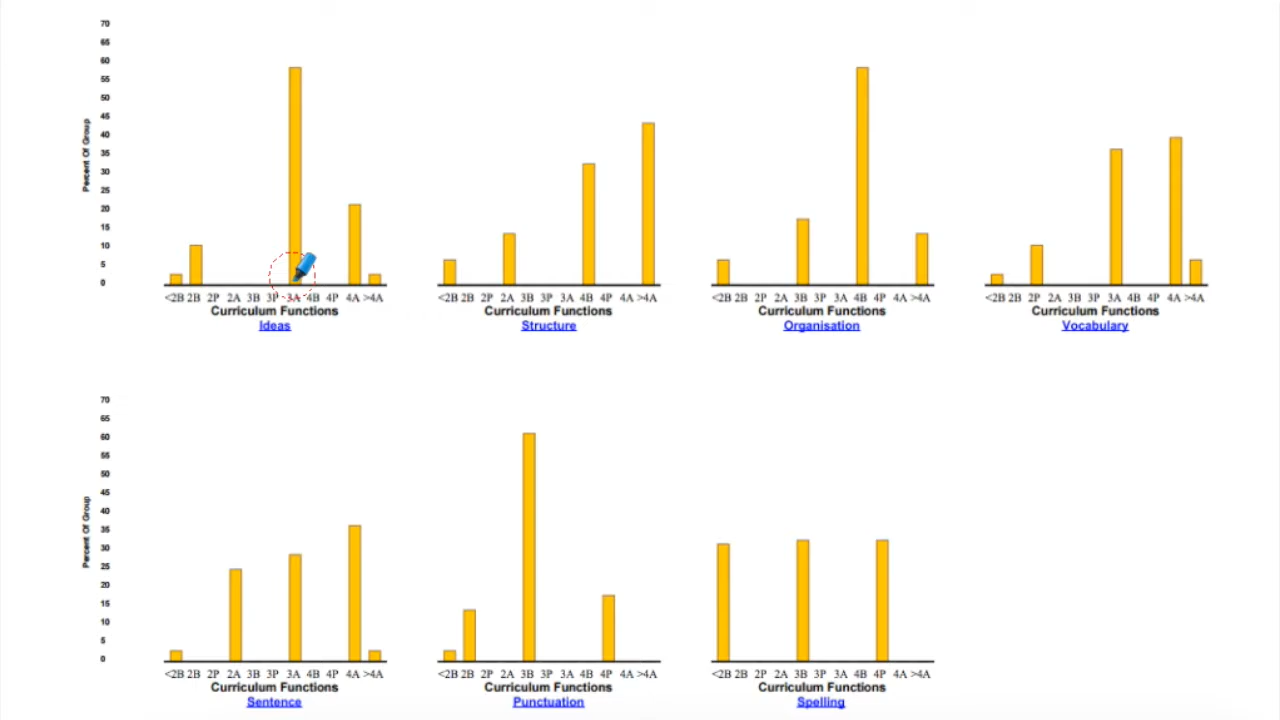 70
65
60
55
50
45
40
35
30
25
20
15
10
5
0
Percent Of Group
<2B 2B 2P 2A 3B 3P 3A 4B 4P 4A >4A
Curriculum Functions
Ideas
<2B 2B 2P 2A 3B 3P 3A 4B 4P 4A >4A
Curriculum Functions
Structure
<2B 2B 2P 2A 3B 3P 3A 4B 4P 4A >4A
Curriculum Functions
Organisation
<2B 2B 2P 2A 3B 3P 3A 4B 4P 4A >4A
Curriculum Functions
Vocabulary
70
65
60
55
50
45
40
35
30
25
20
15
10
5
0
Percent Of Group
<2B 2B 2P 2A 3B 3P 3A 4B 4P 4A >4A
Curriculum Functions
Sentence
<2B 2B 2P 2A 3B 3P 3A 4B 4P 4A >4A
Curriculum Functions
Punctuation
<2B 2B 2P 2A 3B 3P 3A 4B 4P 4A >4A
Curriculum Functions
Spelling